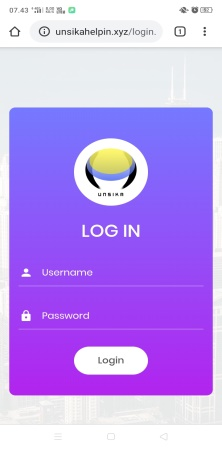 07.43
unsikahelpin.xyz/login.
1
UNSIKA
LOG IN
Username
Password
Login